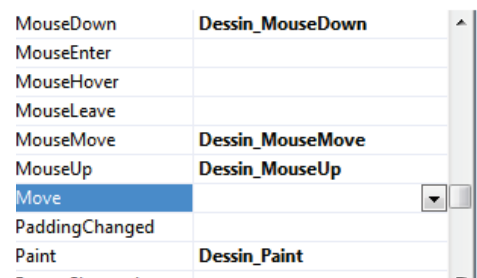 MouseDown Dessin_MouseDown
MouseEnter
MouseHover
MouseLeave
MouseMove Dessin_MouseMove
MouseUp Dessin_MouseUp
Move
PaddingChanged
Paint Dessin_Paint